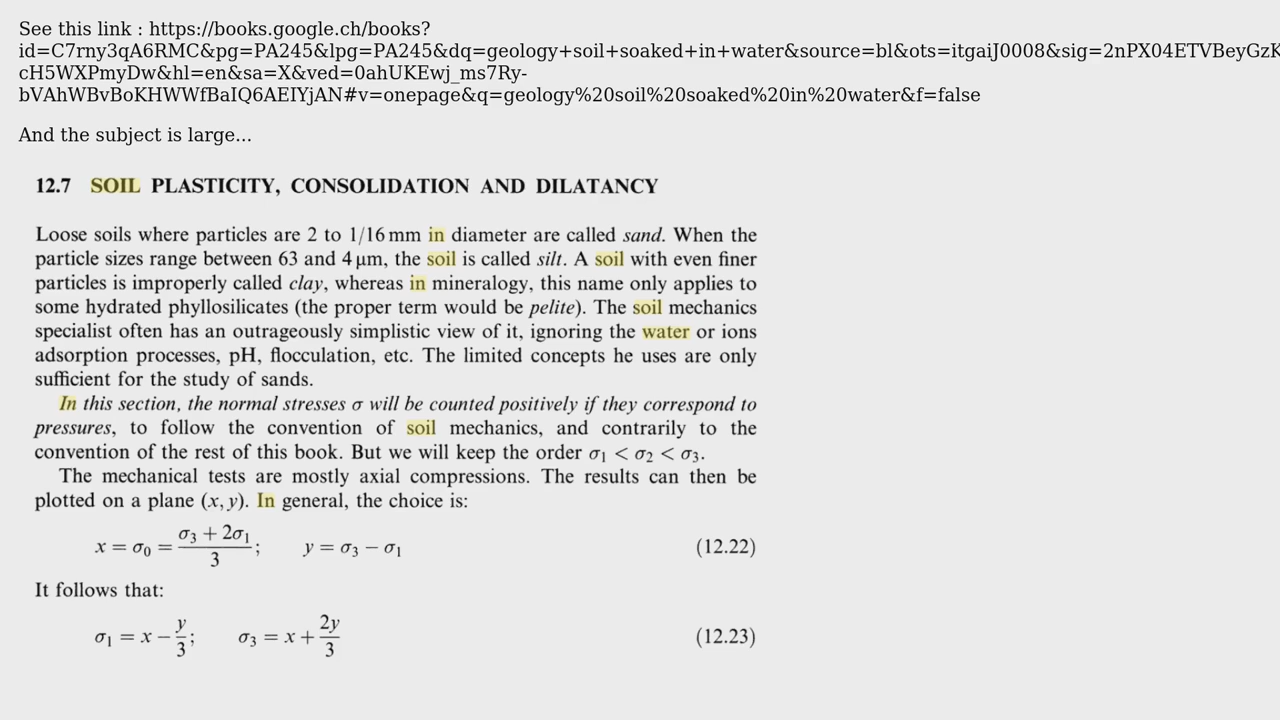 See this link : https://books.google.ch/books?
id=C7rny3qA6RMC&pg=PA245&lpg=PA245&dq=geology+soil+soaked+in+water&source=bl&ots=itgaiJ0008&sig=2nPX04ETVBeyGzK
cH5WXPmyDw&hl=en&sa=X&ved=0ahUKEwj_ms7Ry-
bVAhWBvBoKHWWfBaIQ6AEIYjAN#v=onepage&q=geology%20soil%20soaked%20in%20water&f=false
And the subject is large...
12.7 SOIL PLASTICITY, CONSOLIDATION AND DILATANCY
Loose soils where particles are 2 to 1/16 mm in diameter are called sand. When the
particle sizes range between 63 and 4 μm, the soil is called silt. A soil with even finer
particles is improperly called clay, whereas in mineralogy, this name only applies to
some hydrated phyllosilicates (the proper term would be pelite). The soil mechanics
specialist often has an outrageously simplistic view of it, ignoring the water or ions
adsorption processes, pH, flocculation, etc. The limited concepts he uses are only
sufficient for the study of sands.
In this section, the normal stresses σ will be counted positively if they correspond to
pressures, to follow the convention of soil mechanics, and contrarily to the
convention of the rest of this book. But we will keep the order σ₁ < σ₂ < σ₃.
The mechanical tests are mostly axial compressions. The results can then be
plotted on a plane (x, y). In general, the choice is:
x = σ₀ = (σ₃ + 2σ₁)/3; y = σ₃ − σ₁ (12.22)
It follows that:
σ₁ = x − y/3; σ₃ = x + 2y/3 (12.23)